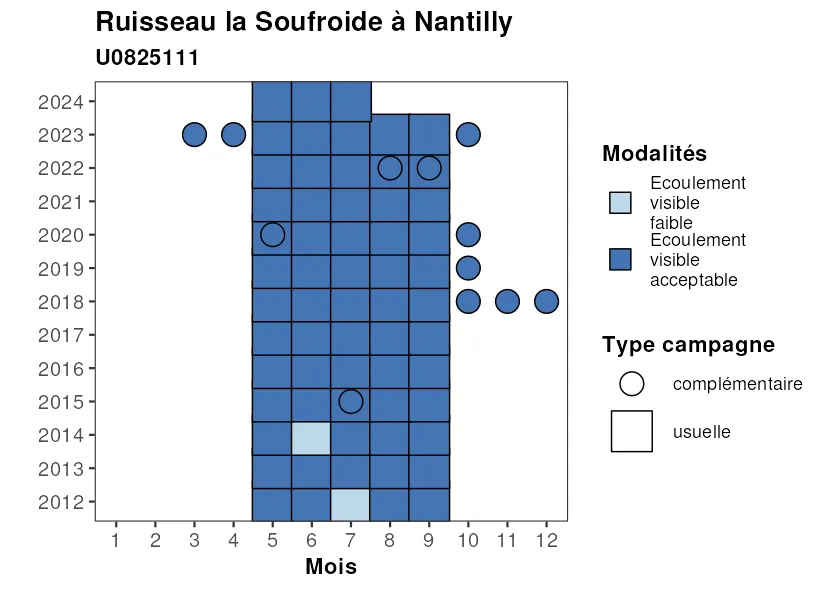 Ruisseau la Soufroide à Nantilly
U0825111
2024
2023
2022
2021
2020
2019
2018
2017
2016
2015
2014
2013
2012
1 2 3 4 5 6 7 8 9 10 11 12
Mois
Modalités
Ecoulement
visible
faible
Ecoulement
visible
acceptable
Type campagne
complémentaire
usuelle